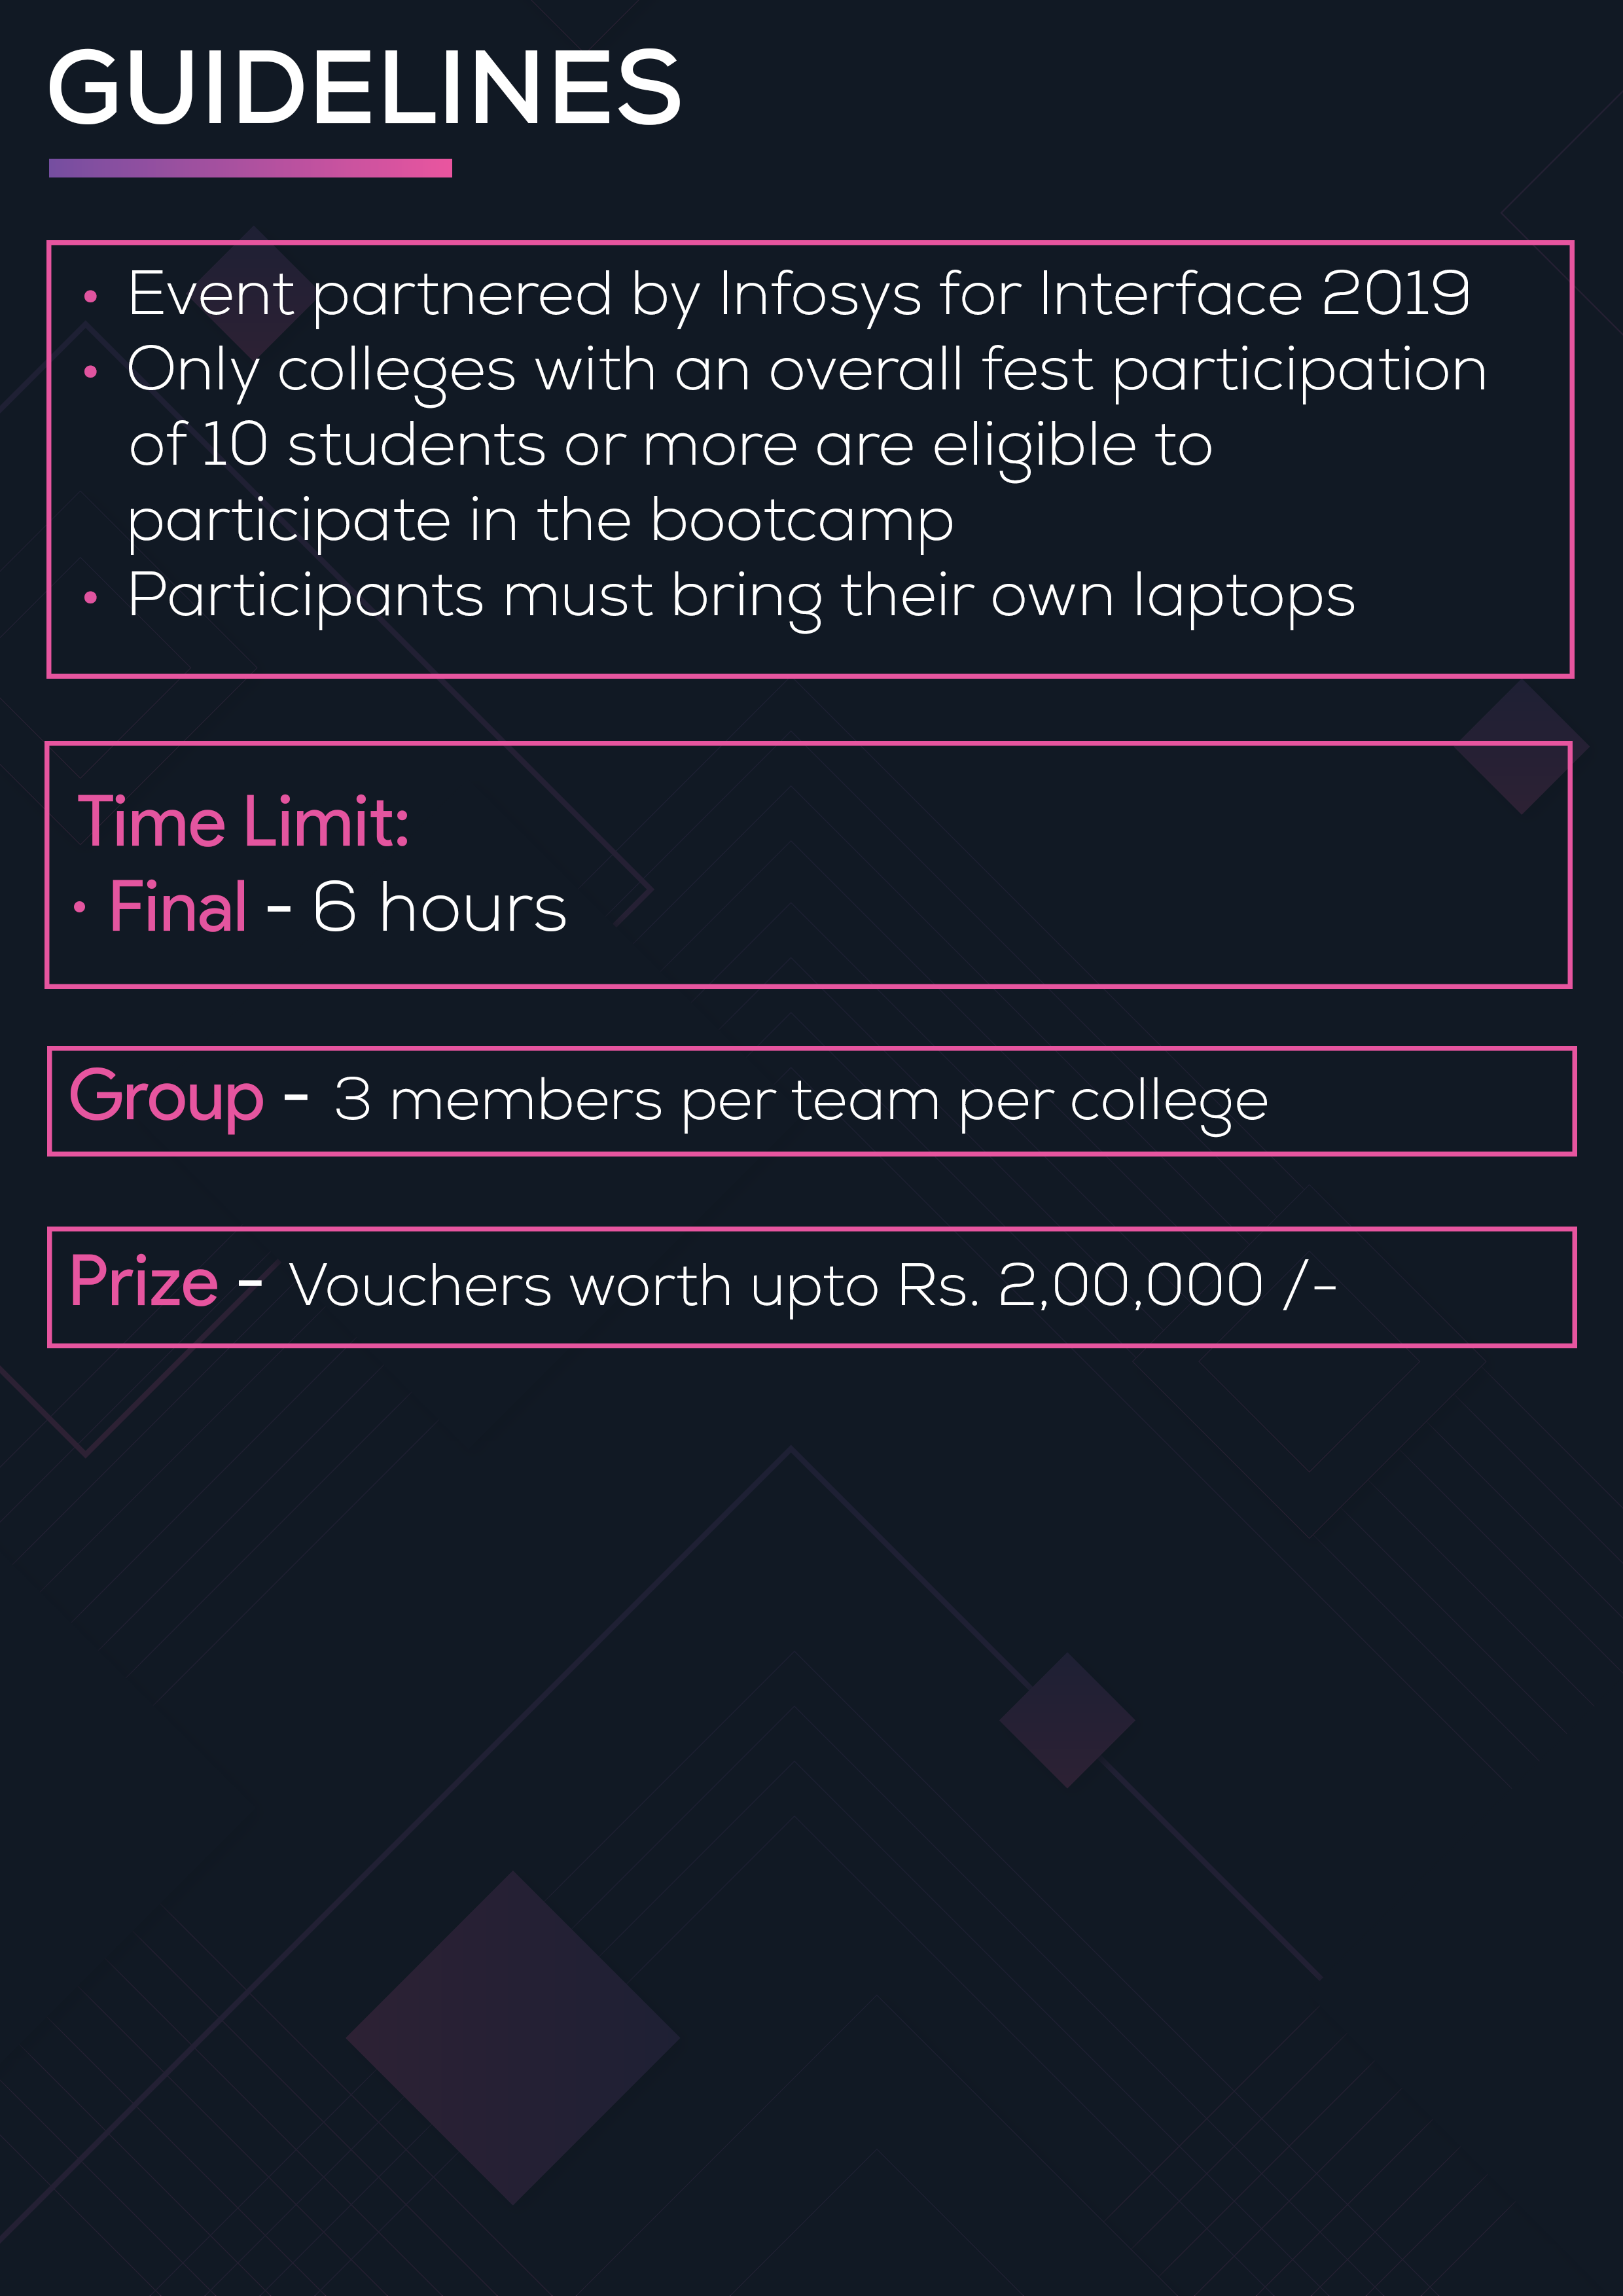 GUIDELINES
• Event partnered by Infosys for Interface 2019
• Only colleges with an overall fest participation
of 10 students or more are eligible to
participate in the bootcamp
• Participants must bring their own laptops
Time Limit:
• Final - 6 hours
Group - 3 members per team per college
Prize - Vouchers worth upto Rs. 2,00,000 /-